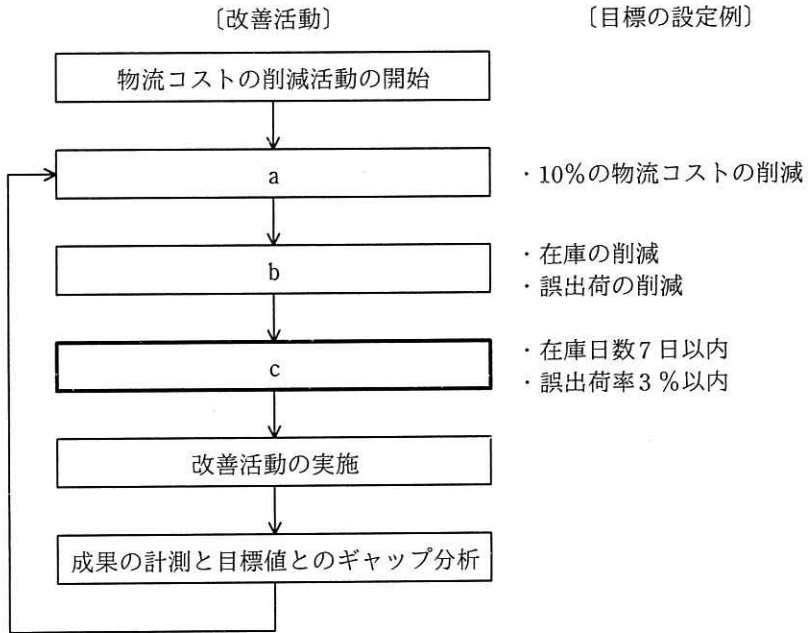 〔改善活動〕
〔目標の設定例〕
物流コストの削減活動の開始
a
・10%の物流コストの削減
b
・在庫の削減
・誤出荷の削減
c
・在庫日数7日以内
・誤出荷率3%以内
改善活動の実施
成果の計測と目標値とのギャップ分析